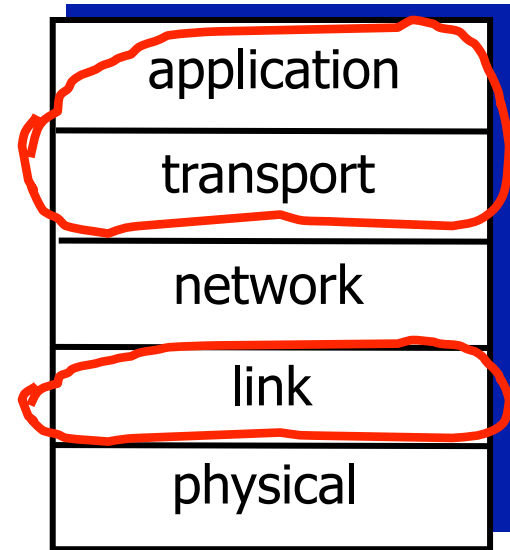 application
transport
network
link
physical